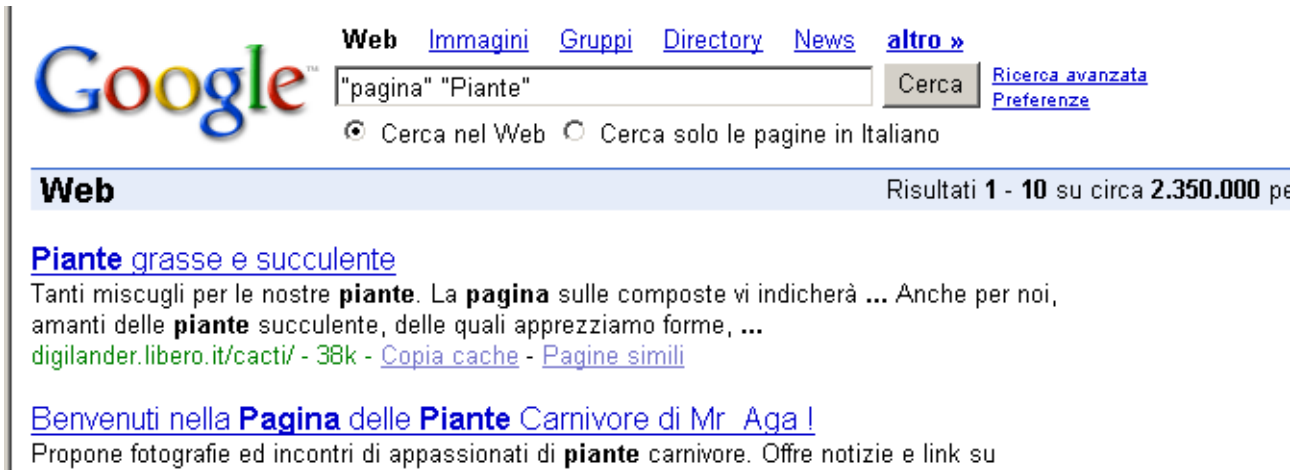 Google™
Web Immagini Gruppi Directory News altro »
"pagina" "Piante" Cerca Ricerca avanzata
Preferenze
Cerca nel Web Cerca solo le pagine in Italiano
Web Risultati 1 - 10 su circa 2.350.000 pe
Piante grasse e succulente
Tanti miscugli per le nostre piante. La pagina sulle composte vi indicherà ... Anche per noi,
amanti delle piante succulente, delle quali apprezziamo forme, ...
digilander.libero.it/cacti/ - 38k - Copia cache - Pagine simili
Benvenuti nella Pagina delle Piante Carnivore di Mr Aga !
Propone fotografie ed incontri di appassionati di piante carnivore. Offre notizie e link su